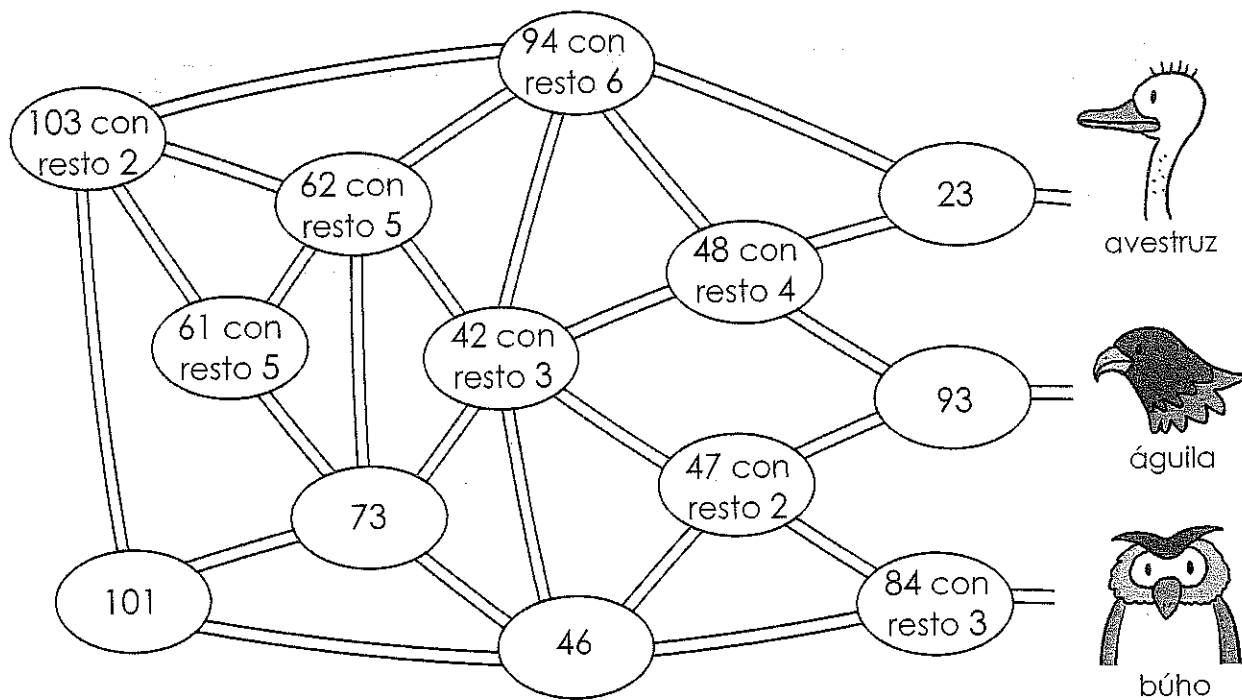 94 con
resto 6
103 con
resto 2
62 con
resto 5
23
avestruz
48 con
resto 4
61 con
resto 5
42 con
resto 3
93
águila
47 con
resto 2
73
101
46
84 con
resto 3
búho